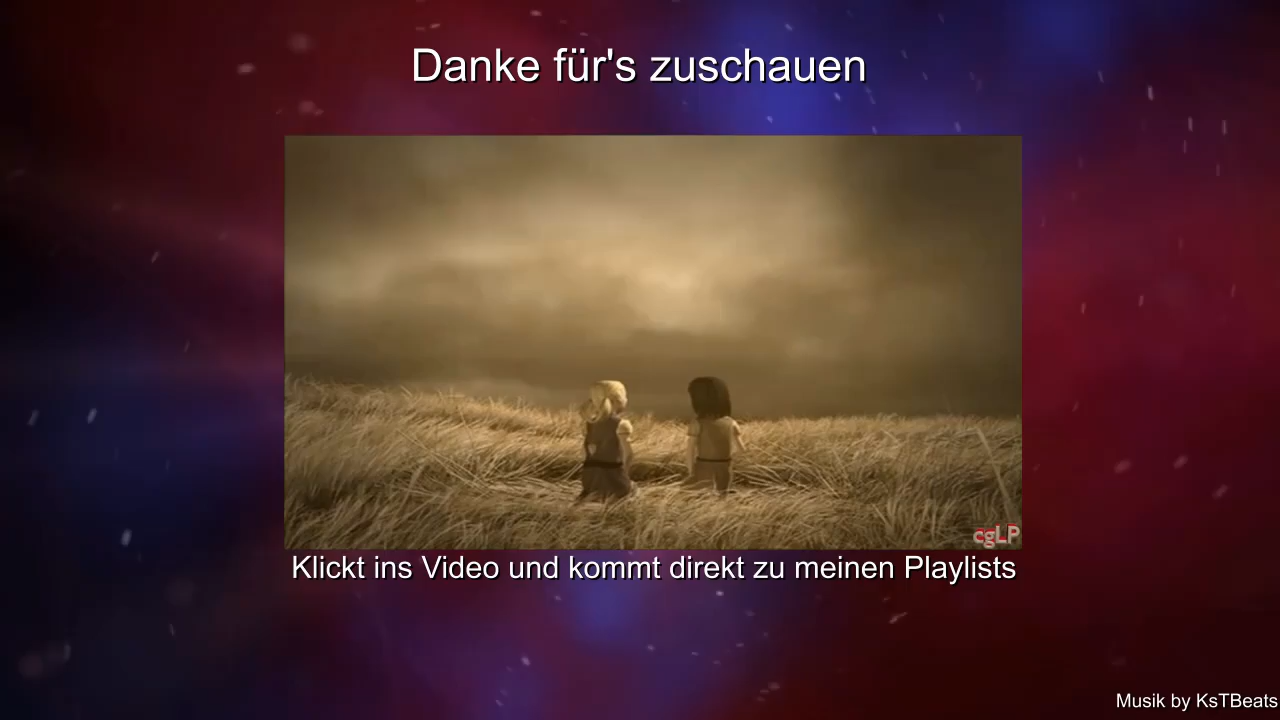 Danke für's zuschauen
cgLP
Klickt ins Video und kommt direkt zu meinen Playlists
Musik by KsTBeats